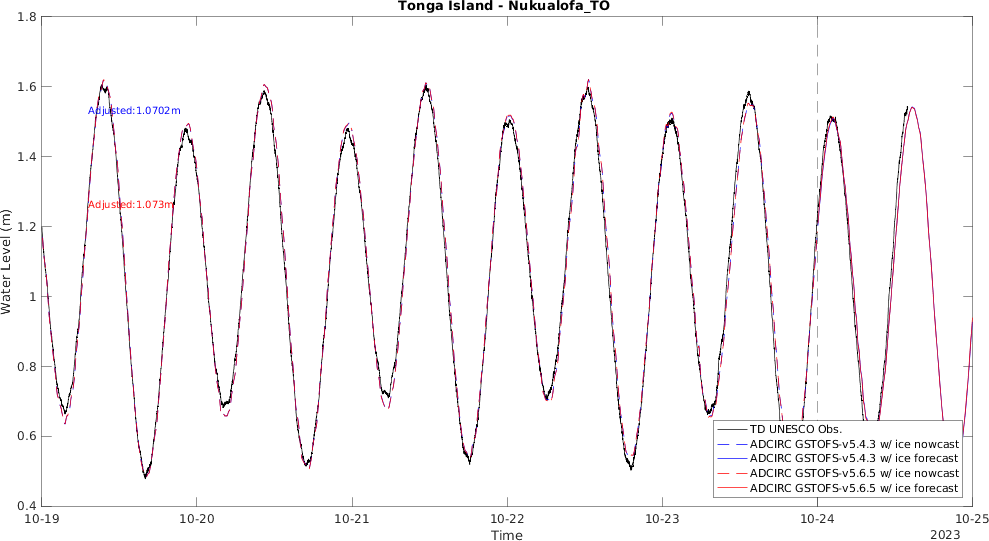 Tonga Island - Nukualofa_TO
1.8
1.6
Adjusted:1.0702m
1.4
Adjusted:1.073m
1.2
Water Level (m)
1
0.8
0.6
TD UNESCO Obs.
ADCIRC GSTOFS-v5.4.3 w/ ice nowcast
ADCIRC GSTOFS-v5.4.3 w/ ice forecast
ADCIRC GSTOFS-v5.6.5 w/ ice nowcast
ADCIRC GSTOFS-v5.6.5 w/ ice forecast
0.4
10-19 10-20 10-21 10-22 10-23 10-24 10-25
Time
2023